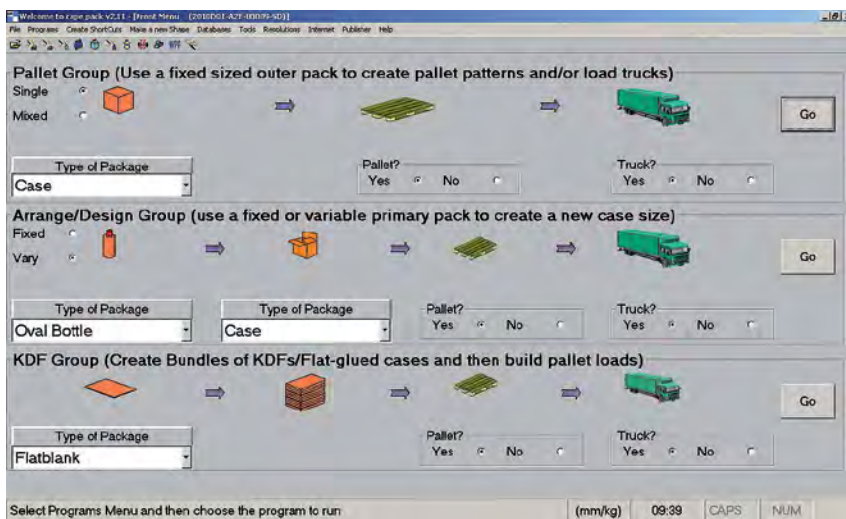 Welcome to cape pack v2.11 - [Front Menu (2010DGI-A2F-00009-SD)]
File Programs Create ShortCuts Make a new Shape Databases Tools Resolutions Internet Publisher Help
Pallet Group (Use a fixed sized outer pack to create pallet patterns and/or load trucks)
Single
Mixed
Go
Type of Package
Case
Pallet?
Yes No
Truck?
Yes No
Arrange/Design Group (use a fixed or variable primary pack to create a new case size)
Fixed
Vary
Go
Type of Package
Oval Bottle
Type of Package
Case
Pallet?
Yes No
Truck?
Yes No
KDF Group (Create Bundles of KDFs/Flat-glued cases and then build pallet loads)
Go
Type of Package
Flatblank
Pallet?
Yes No
Truck?
Yes No
Select Programs Menu and then choose the program to run (mm/kg) 09:39 CAPS NUM